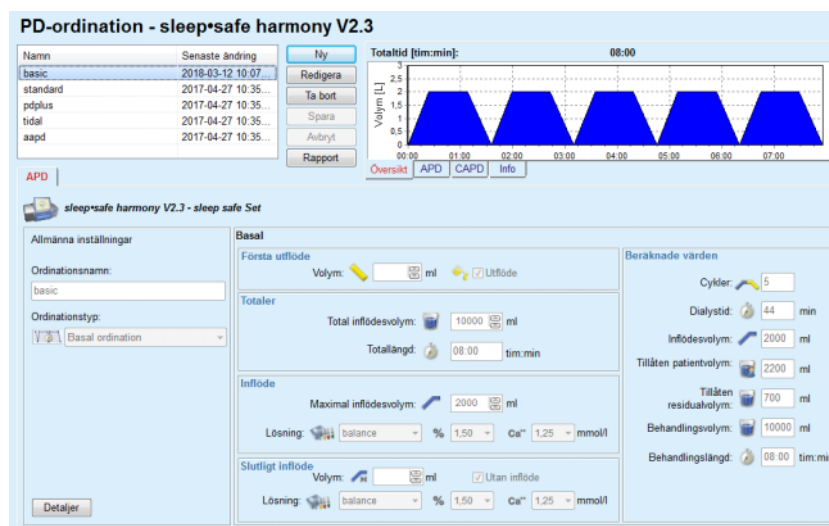 PD-ordination - sleep•safe harmony V2.3
Namn Senaste ändring
basic 2018-03-12 10:07...
standard 2017-04-27 10:35...
pdplus 2017-04-27 10:35...
tidal 2017-04-27 10:35...
aapd 2017-04-27 10:35...
Ny
Redigera
Ta bort
Spara
Avbryt
Rapport
Totaltid [tim:min]: 08:00
Volym [L]
3
2,5
2
1,5
1
0,5
0
00:00 01:00 02:00 03:00 04:00 05:00 06:00 07:00
Översikt APD CAPD Info
APD
sleep•safe harmony V2.3 - sleep safe Set
Allmänna inställningar
Ordinationsnamn:
basic
Ordinationstyp:
Basal ordination
Detaljer
Basal
Första utflöde
Volym: ml Utflöde
Totaler
Total inflödesvolym: 10000 ml
Totallängd: 08:00 tim:min
Inflöde
Maximal inflödesvolym: 2000 ml
Lösning: balance % 1,50 Ca⁺⁺ 1,25 mmol/l
Slutligt inflöde
Volym: ml Utan inflöde
Lösning: balance % 1,50 Ca⁺⁺ 1,25 mmol/l
Beräknade värden
Cykler: 5
Dialystid: 44 min
Inflödesvolym: 2000 ml
Tillåten patientvolym: 2200 ml
Tillåten
residualvolym: 700 ml
Behandlingsvolym: 10000 ml
Behandlingslängd: 08:00 tim:min